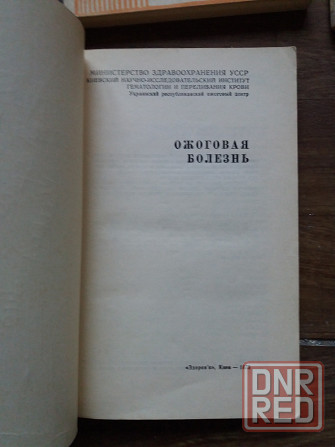 МИНИСТЕРСТВО ЗДРАВООХРАНЕНИЯ УССР
КИЕВСКИЙ НАУЧНО-ИССЛЕДОВАТЕЛЬСКИЙ ИНСТИТУТ
ГЕМАТОЛОГИИ И ПЕРЕЛИВАНИЯ КРОВИ
Украинский республиканский ожоговый центр
ОЖОГОВАЯ
БОЛЕЗНЬ
«Здоров'я», Киев —
DNR
RED